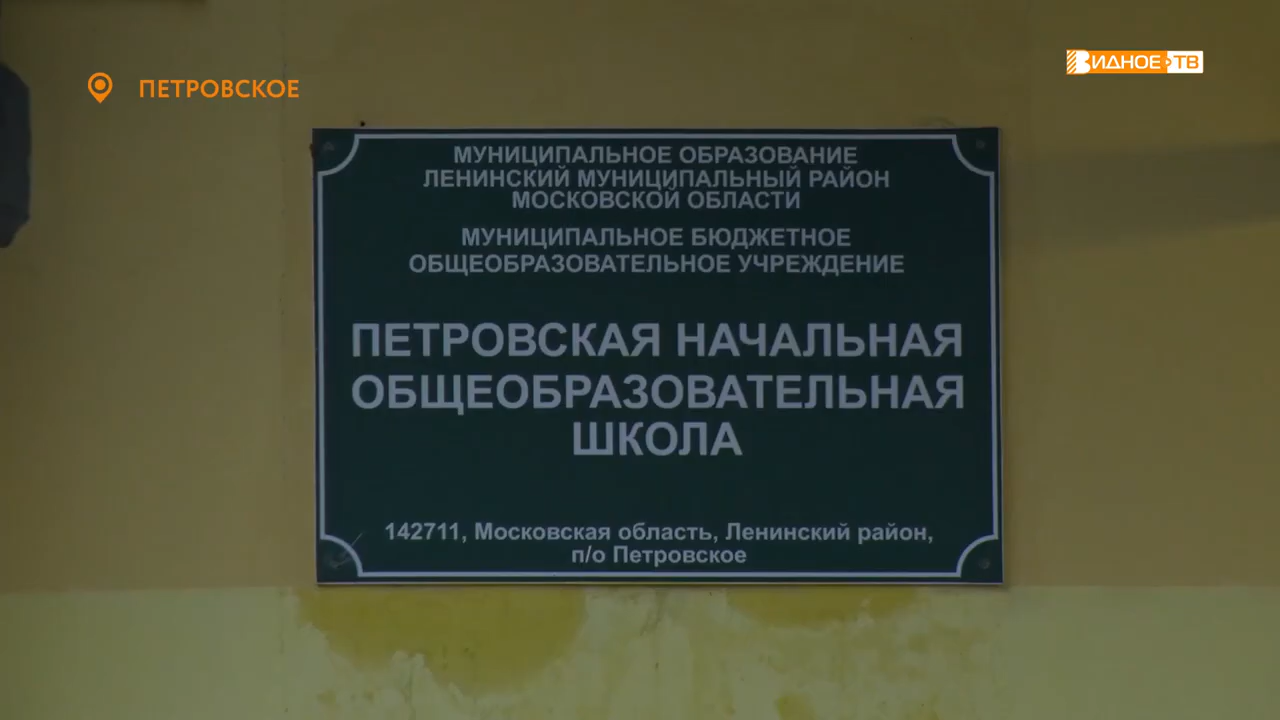 ПЕТРОВСКОЕ
ВИДНОЕ ТВ
МУНИЦИПАЛЬНОЕ ОБРАЗОВАНИЕ
ЛЕНИНСКИЙ МУНИЦИПАЛЬНЫЙ РАЙОН
МОСКОВСКОЙ ОБЛАСТИ
МУНИЦИПАЛЬНОЕ БЮДЖЕТНОЕ
ОБЩЕОБРАЗОВАТЕЛЬНОЕ УЧРЕЖДЕНИЕ
ПЕТРОВСКАЯ НАЧАЛЬНАЯ
ОБЩЕОБРАЗОВАТЕЛЬНАЯ
ШКОЛА
142711, Московская область, Ленинский район,
п/о Петровское